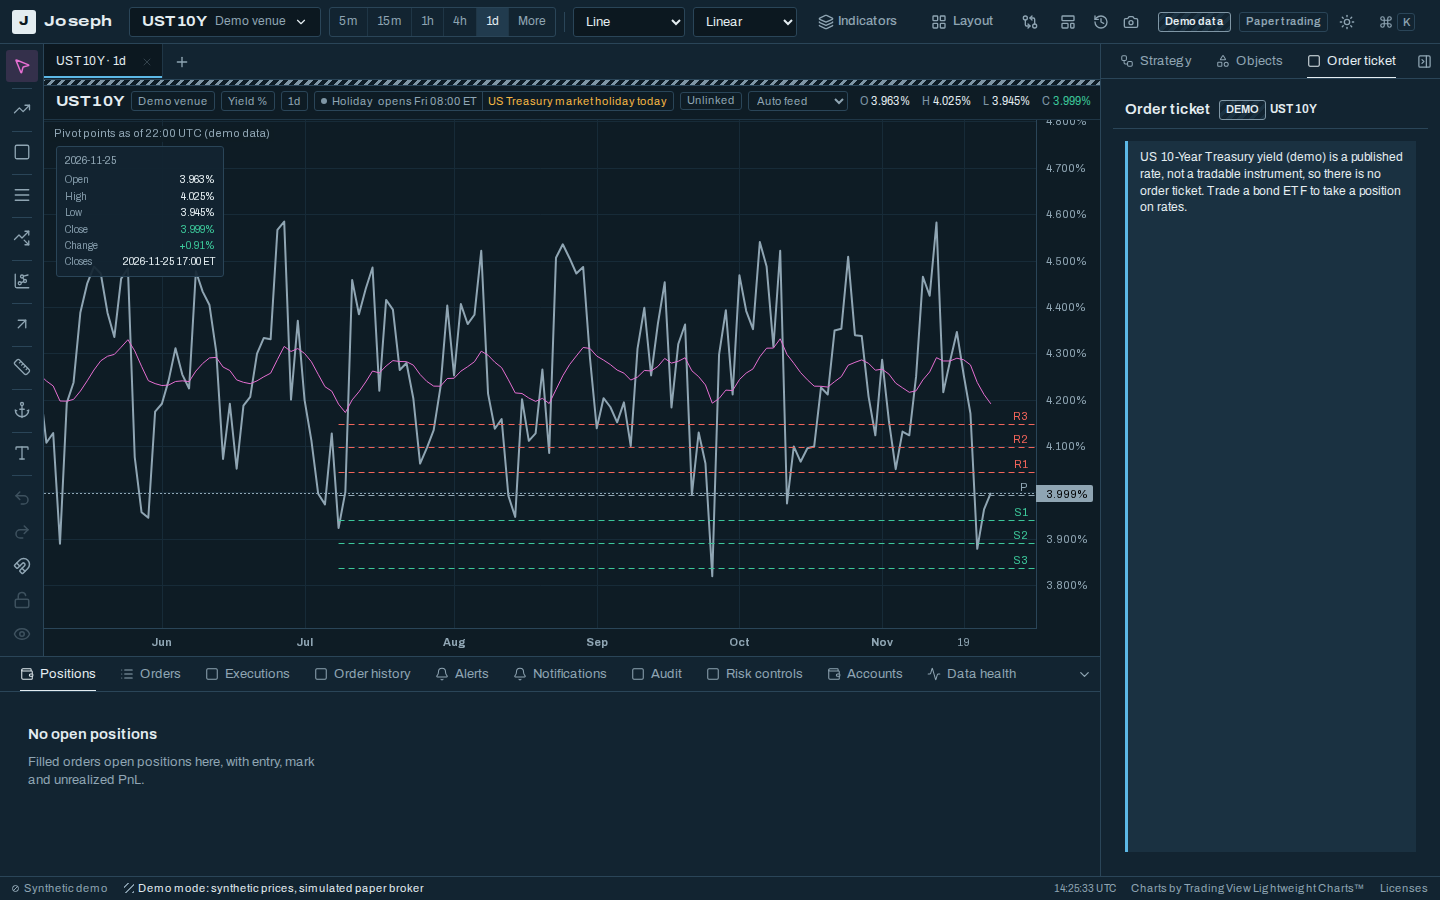 J Joseph UST10Y Demo venue 5m 15m 1h 4h 1d More Line Linear Indicators Layout Demo data Paper trading ⌘ K
UST10Y · 1d
Strategy Objects Order ticket
UST10Y Demo venue Yield % 1d Holiday opens Fri 08:00 ET US Treasury market holiday today Unlinked Auto feed O 3.963% H 4.025% L 3.945% C 3.999%
Order ticket DEMO UST10Y
US 10-Year Treasury yield (demo) is a published
rate, not a tradable instrument, so there is no
order ticket. Trade a bond ETF to take a position
on rates.
Pivot points as of 22:00 UTC (demo data)
2026-11-25
Open 3.963%
High 4.025%
Low 3.945%
Close 3.999%
Change +0.91%
Closes 2026-11-25 17:00 ET
4.800%
4.700%
4.600%
4.500%
4.400%
4.300%
4.200%
4.100%
3.999%
3.900%
3.800%
R3
R2
R1
P
S1
S2
S3
Jun Jul Aug Sep Oct Nov 19
Positions Orders Executions Order history Alerts Notifications Audit Risk controls Accounts Data health
No open positions
Filled orders open positions here, with entry, mark
and unrealized PnL.
Synthetic demo Demo mode: synthetic prices, simulated paper broker 14:25:33 UTC Charts by TradingView Lightweight Charts™ Licenses